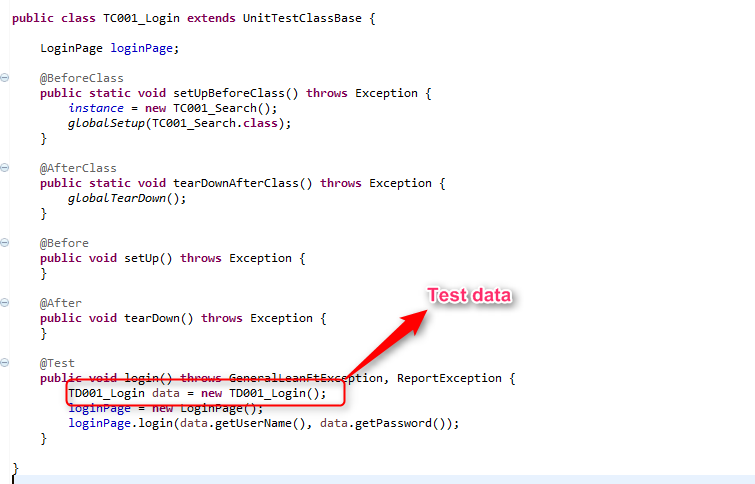 public class TC001_Login extends UnitTestClassBase {
LoginPage loginPage;
@BeforeClass
public static void setUpBeforeClass() throws Exception {
instance = new TC001_Search();
globalSetup(TC001_Search.class);
}
@AfterClass
public static void tearDownAfterClass() throws Exception {
globalTearDown();
}
@Before
public void setUp() throws Exception {
}
Test data
@After
public void tearDown() throws Exception {
}
@Test
public void login() throws GeneralLeanFtException, ReportException {
TD001_Login data = new TD001_Login();
loginPage = new LoginPage();
loginPage.login(data.getUserName(), data.getPassword());
}
}